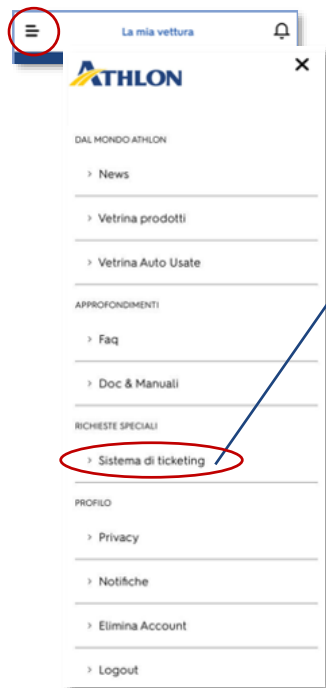 La mia vettura
ATHLON
DAL MONDO ATHLON
News
Vetrina prodotti
Vetrina Auto Usate
APPROFONDIMENTI
Faq
Doc & Manuali
RICHIESTE SPECIALI
Sistema di ticketing
PROFILO
Privacy
Notifiche
Elimina Account
Logout